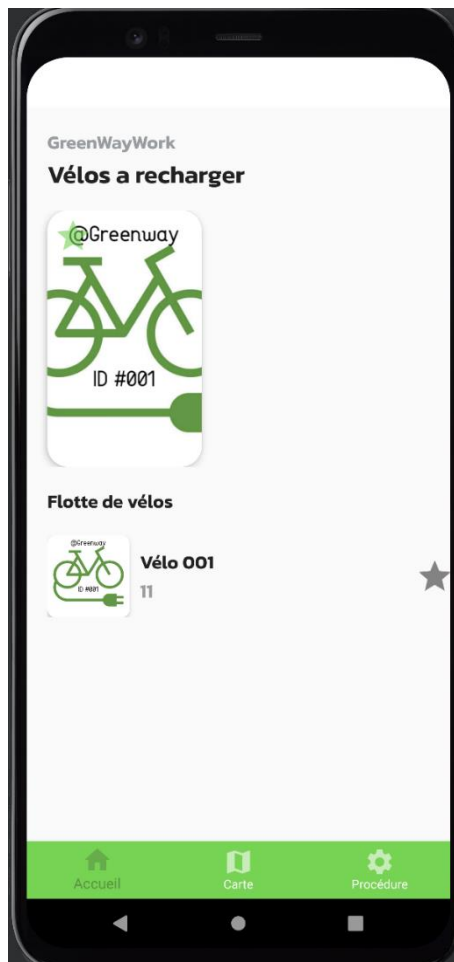 GreenWayWork
Vélos a recharger
@Greenway
ID #001
Flotte de vélos
@Greenway
ID #001
Vélo 001
11
Accueil
Carte
Procédure